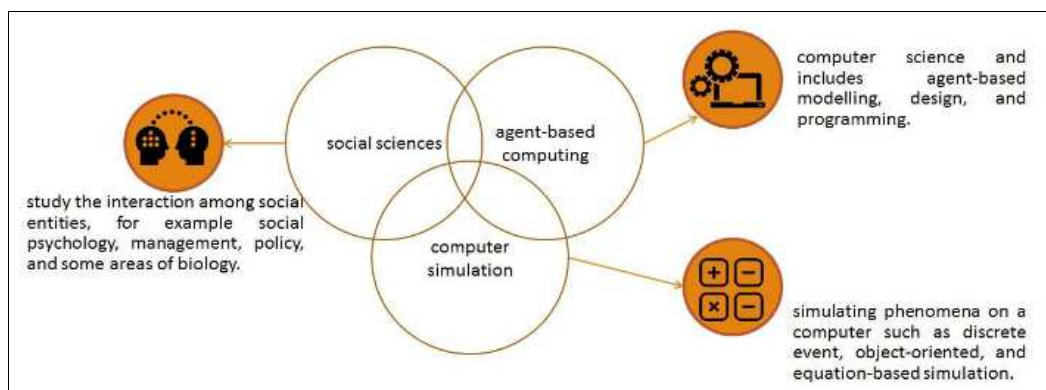 computer science and
includes agent-based
modelling, design, and
programming.
social sciences
agent-based
computing
study the interaction among social
entities, for example social
psychology, management, policy,
and some areas of biology.
computer
simulation
simulating phenomena on a
computer such as discrete
event, object-oriented, and
equation-based simulation.